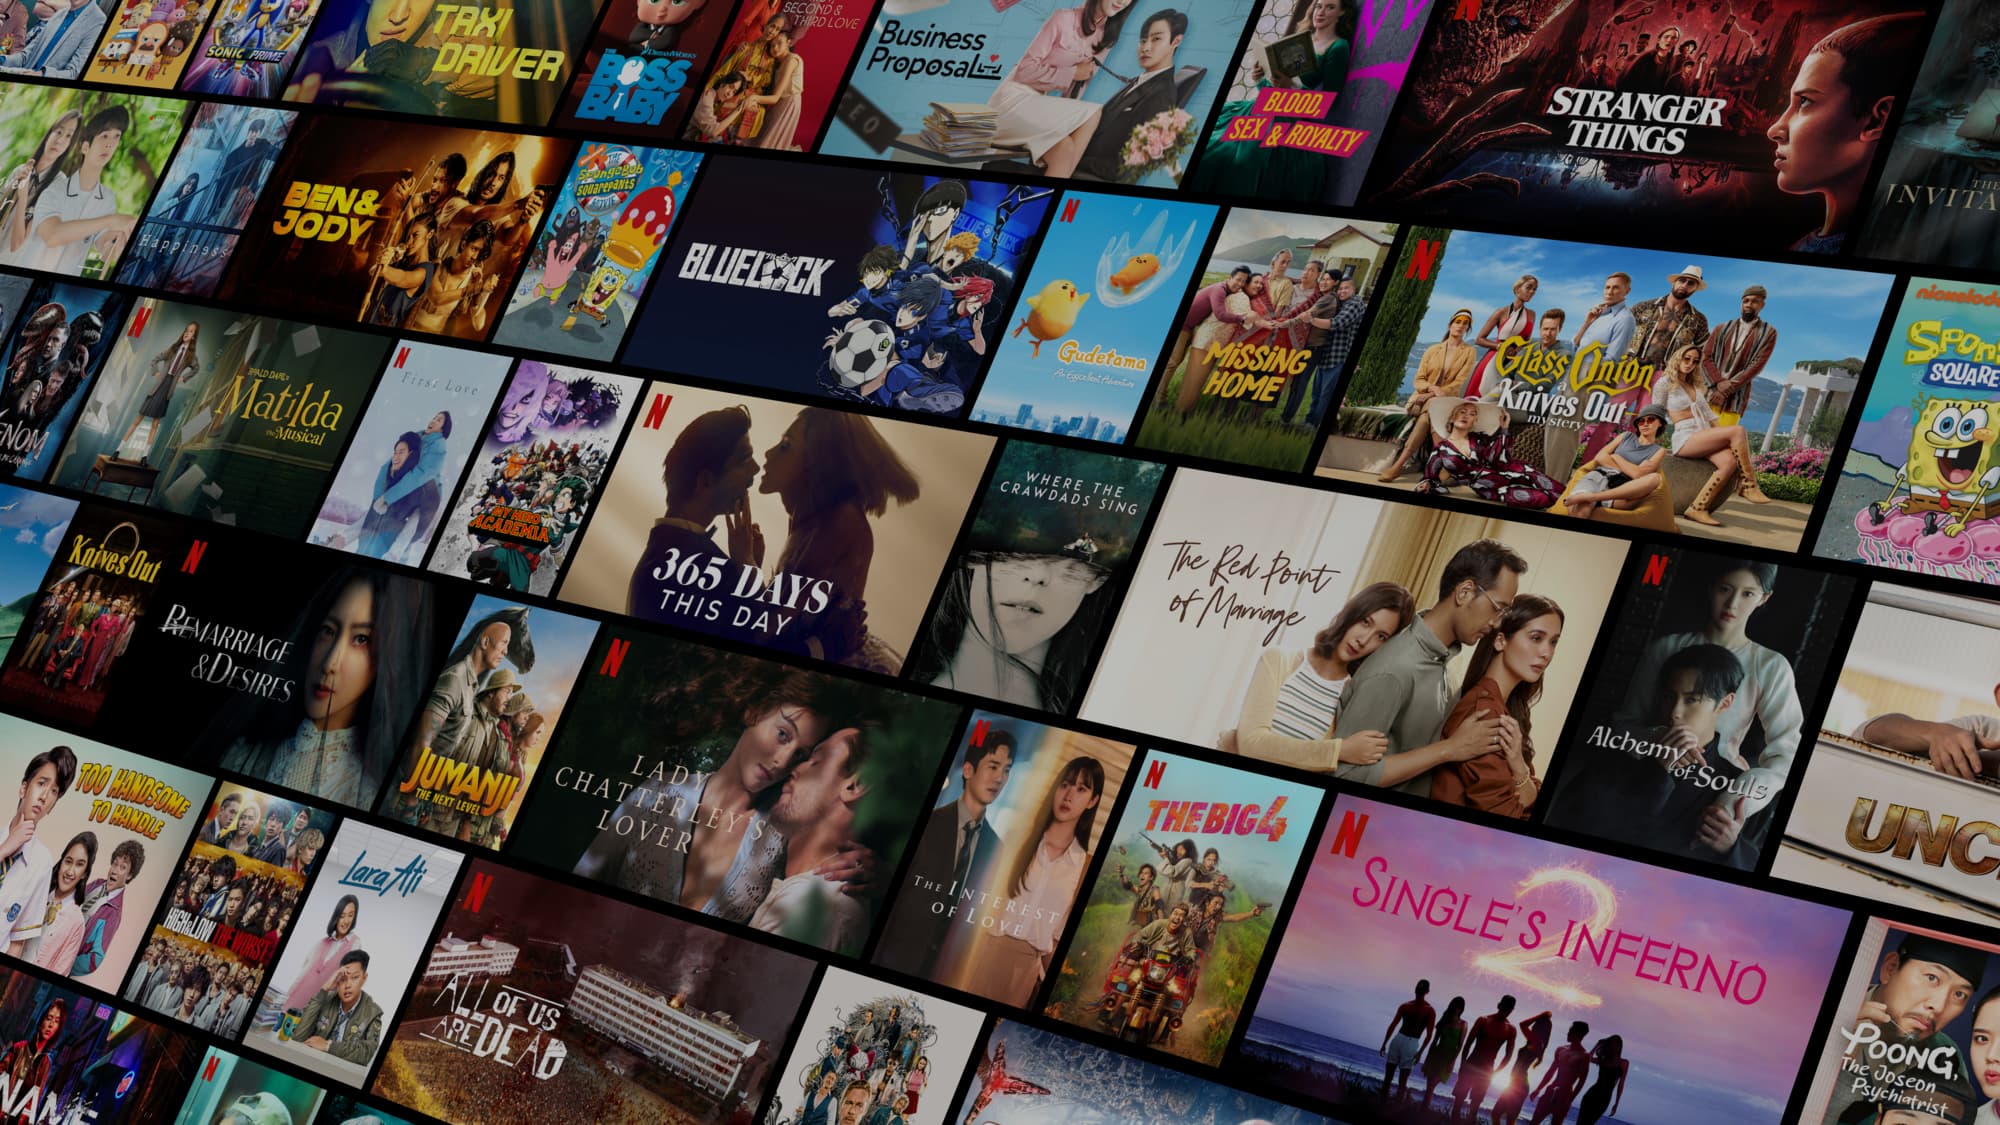 SONIC PRIME
TAXI
DRIVER
DREAMWORKS
THE
BOSS
BABY
SECOND &
THIRD LOVE
Business
Proposal
BLOOD,
SEX & ROYALTY
N
STRANGER
THINGS
THE
INVITA
Happiness
BEN&
JODY
THE
SpongeBob
SQUAREPANTS
MOVIE
BLUELOCK
BLUE LOCK
N
Gudetama
An Eggcellent Adventure
MISSING
HOME
N
Glass Onion
a
Knives Out
mystery
nickelod
SPON
SQUARE
ENOM
N
ROALD DAHL's
Matilda
the Musical
N
First Love
MY HERO
ACADEMIA
N
365 DAYS
THIS DAY
WHERE THE
CRAWDADS SING
The Red Point
of Marriage
N
Alchemy
of Souls
UNC
Knives Out
N
REMARRIAGE
&DESIRES
JUMANJI
THE NEXT LEVEL
N
LADY
CHATTERLEY'S
LOVER
N
THE INTEREST
OF LOVE
N
THE BIG 4
N
SINGLE'S INFERNO
2
POONG,
The Joseon
Psychiatrist
TOO HANDSOME
TO HANDLE
HIGH&LOW THE WORST
Lara Ati
N
ALL OF US
ARE DEAD
NAME
N